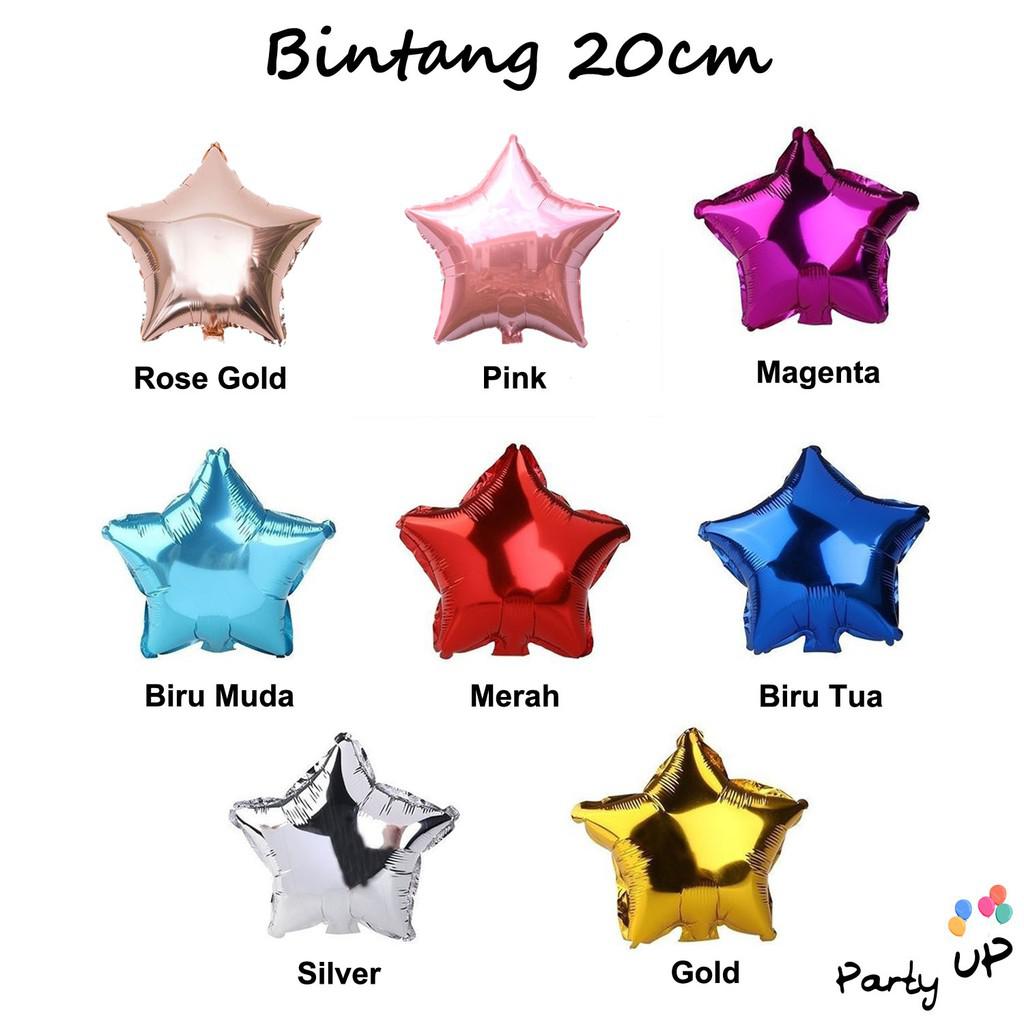 Bintang 20cm
Rose Gold
Pink
Magenta
Biru Muda
Merah
Biru Tua
Silver
Gold
Party UP